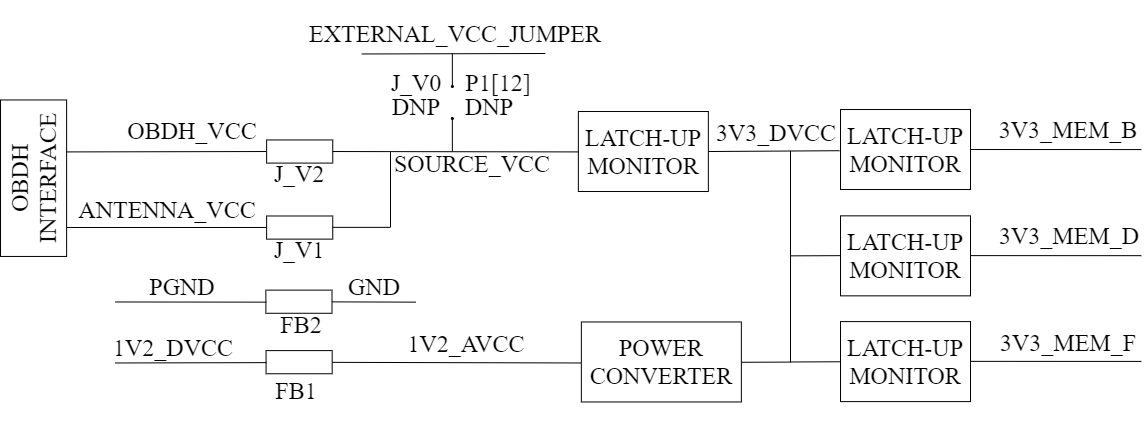 EXTERNAL_VCC_JUMPER
J_V0 P1[12]
DNP DNP
OBDH
INTERFACE
OBDH_VCC
J_V2
SOURCE_VCC
LATCH-UP
MONITOR
3V3_DVCC
LATCH-UP
MONITOR
3V3_MEM_B
ANTENNA_VCC
J_V1
LATCH-UP
MONITOR
3V3_MEM_D
PGND
GND
FB2
1V2_DVCC
FB1
1V2_AVCC
POWER
CONVERTER
LATCH-UP
MONITOR
3V3_MEM_F